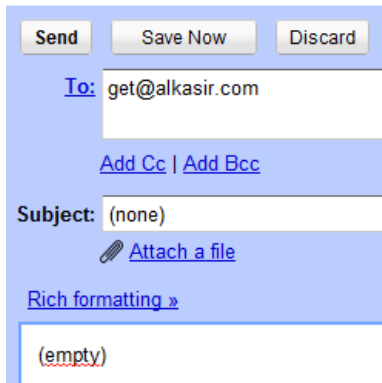 Send Save Now Discard
To: get@alkasir.com
Add Cc | Add Bcc
Subject: (none)
Attach a file
Rich formatting »
(empty)